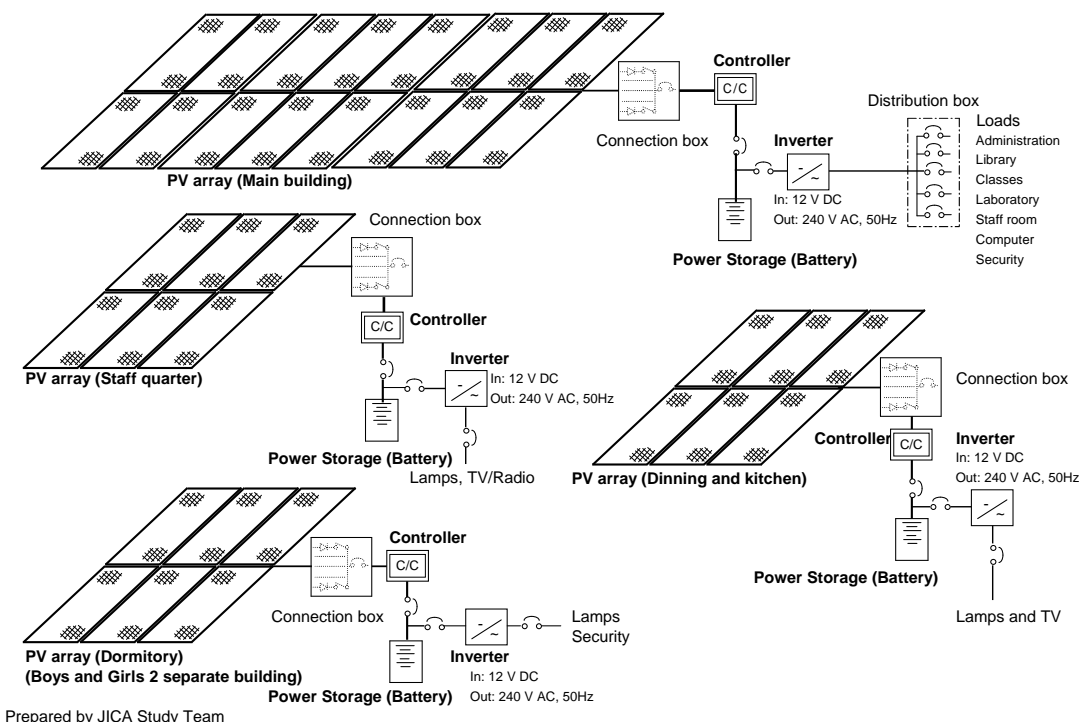 Controller
C/C
Distribution box
Loads
Connection box
Inverter
Administration
Library
Classes
Laboratory
Staff room
Computer
Security
-
~
In: 12 V DC
Out: 240 V AC, 50Hz
PV array (Main building)
Power Storage (Battery)
Connection box
C/C
Controller
PV array (Staff quarter)
Inverter
In: 12 V DC
Out: 240 V AC, 50Hz
-
~
Power Storage (Battery)
Lamps, TV/Radio
Connection box
Controller
C/C
Inverter
In: 12 V DC
Out: 240 V AC, 50Hz
PV array (Dinning and kitchen)
-
~
Power Storage (Battery)
Lamps and TV
Controller
C/C
Connection box
Lamps
Security
-
~
PV array (Dormitory)
(Boys and Girls 2 separate building)
Inverter
In: 12 V DC
Out: 240 V AC, 50Hz
Power Storage (Battery)
Prepared by JICA Study Team